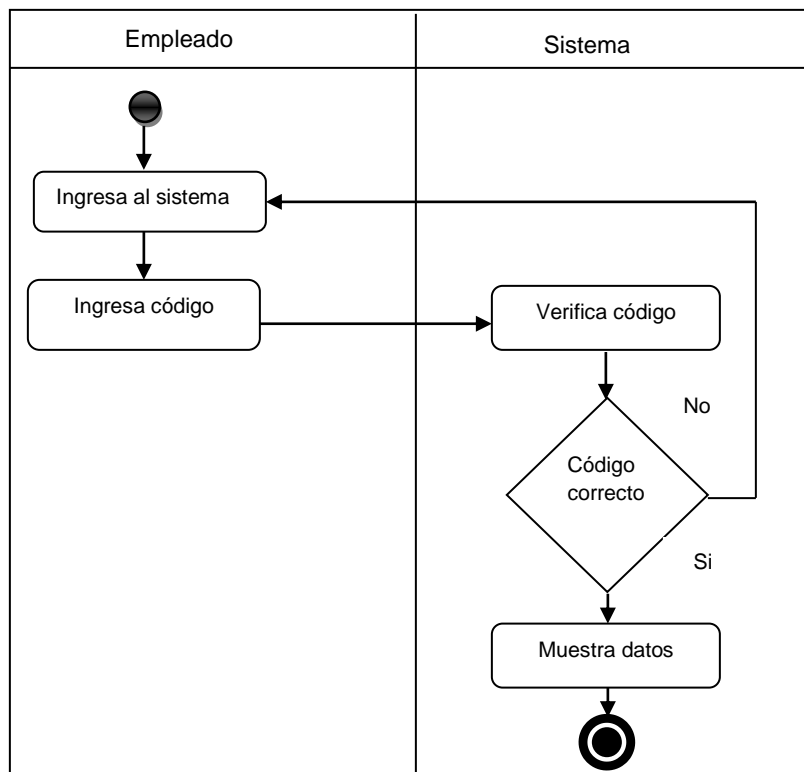 Empleado
Sistema
Ingresa al sistema
Ingresa código
Verifica código
No
Código
correcto
Si
Muestra datos